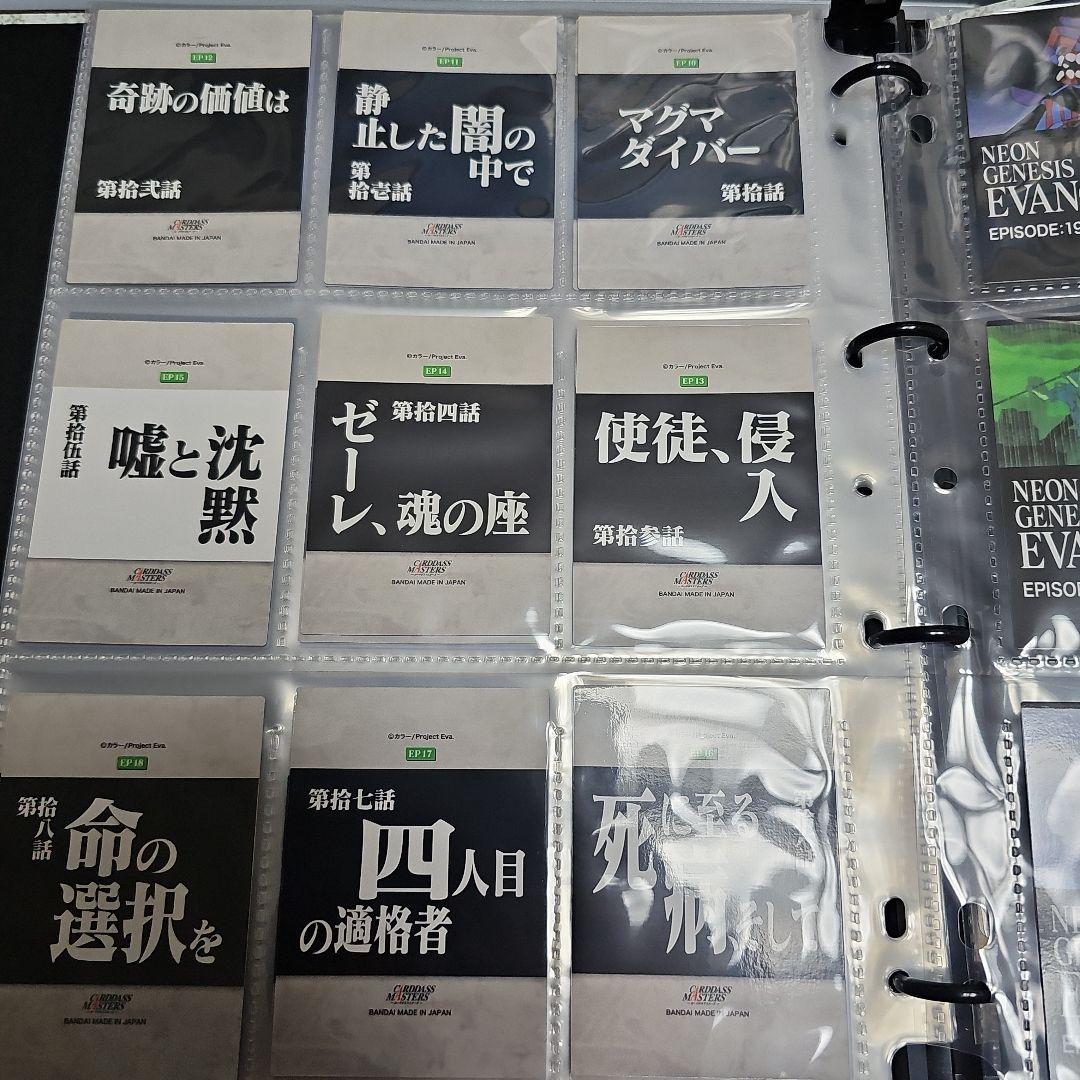 ©カラー/Project Eva.
EP 12
奇跡の価値は
第拾弐話
CARDDASS
MASTERS
BANDAI MADE IN JAPAN
©カラー/Project Eva.
EP 11
静
止した闇の
中で
第
拾壱話
CARDDASS
MASTERS
BANDAI MADE IN JAPAN
©カラー/Project Eva.
EP 10
マグマ
ダイバー
第拾話
CARDDASS
MASTERS
BANDAI MADE IN JAPAN
©カラー/Project Eva.
EP 15
第拾伍話
嘘と沈
黙
CARDDASS
MASTERS
BANDAI MADE IN JAPAN
©カラー/Project Eva.
EP 14
第拾四話
ゼー
レ、魂の座
CARDDASS
MASTERS
BANDAI MADE IN JAPAN
©カラー/Project Eva.
EP 13
使徒、侵
入
第拾参話
CARDDASS
MASTERS
BANDAI MADE IN JAPAN
©カラー/Project Eva.
EP 18
第拾
八話
命の
選択を
CARDDASS
MASTERS
BANDAI MADE IN JAPAN
©カラー/Project Eva.
EP 17
第拾七話
四人目
の適格者
CARDDASS
MASTERS
BANDAI MADE IN JAPAN
EP 16
死に至る
病、そして
CARDDASS
MASTERS
BANDAI MADE IN JAPAN
NEON
GENESIS
EVAN
EPISODE:19
NEON
GENE
EVA
EPISO